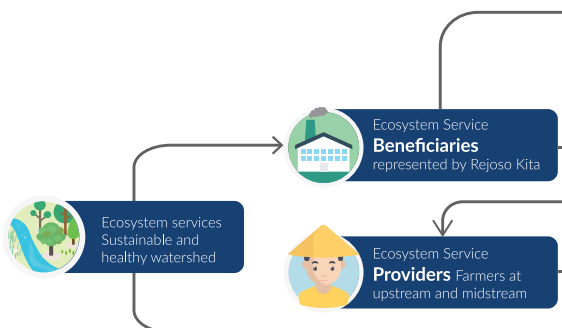 Ecosystem Service
Beneficiaries
represented by Rejoso Kita
Ecosystem services
Sustainable and
healthy watershed
Ecosystem Service
Providers Farmers at
upstream and midstream